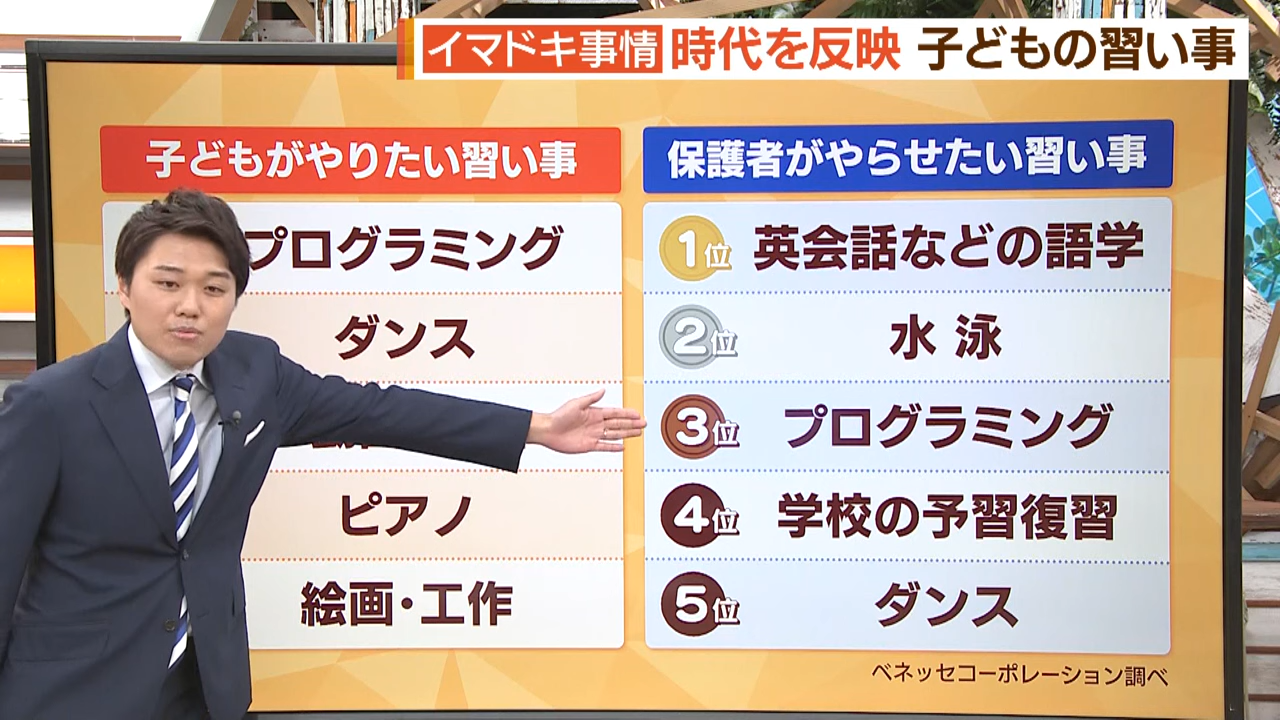 イマドキ事情 時代を反映 子どもの習い事
子どもがやりたい習い事
プログラミング
ダンス
ピアノ
絵画・工作
保護者がやらせたい習い事
1位 英会話などの語学
2位 水泳
3位 プログラミング
4位 学校の予習復習
5位 ダンス
ベネッセコーポレーション調べ